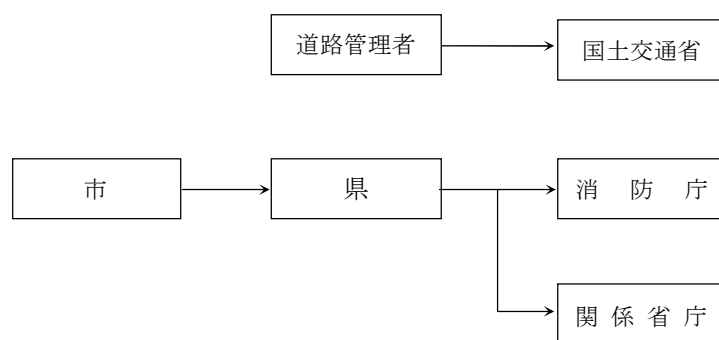 道路管理者
国土交通省
市
県
消防庁
関係省庁